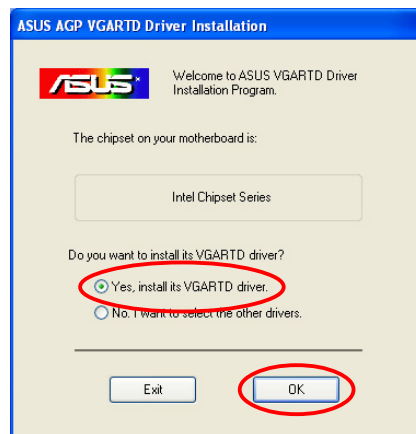 ASUS AGP VGARTD Driver Installation
ASUS
Welcome to ASUS VGARTD Driver
Installation Program.
The chipset on your motherboard is:
Intel Chipset Series
Do you want to install its VGARTD driver?
Yes, install its VGARTD driver.
No. I want to select the other drivers.
Exit
OK